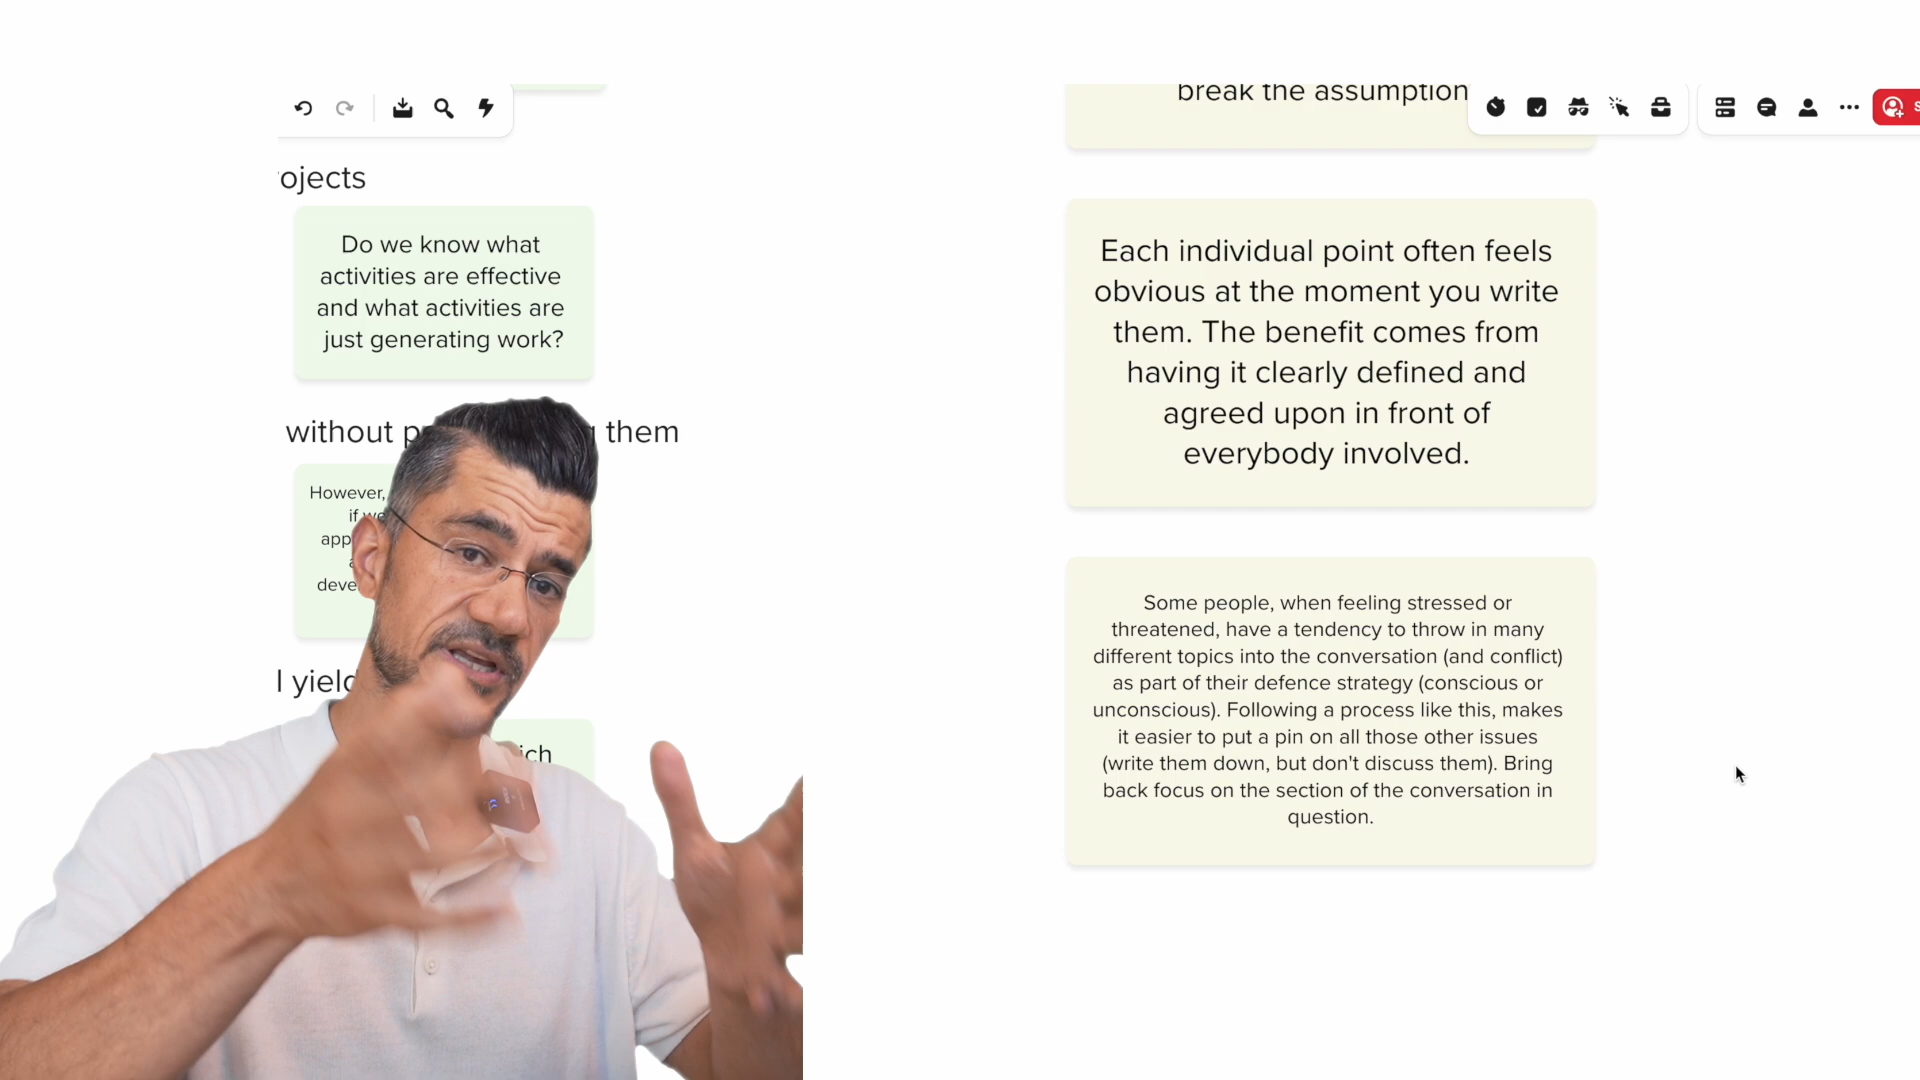 break the assumption
ojects
Do we know what
activities are effective
and what activities are
just generating work?
without
them
However,
if we
Each individual point often feels
obvious at the moment you write
them. The benefit comes from
having it clearly defined and
agreed upon in front of
everybody involved.
Some people, when feeling stressed or
threatened, have a tendency to throw in many
different topics into the conversation (and conflict)
as part of their defence strategy (conscious or
unconscious). Following a process like this, makes
it easier to put a pin on all those other issues
(write them down, but don't discuss them). Bring
back focus on the section of the conversation in
question.